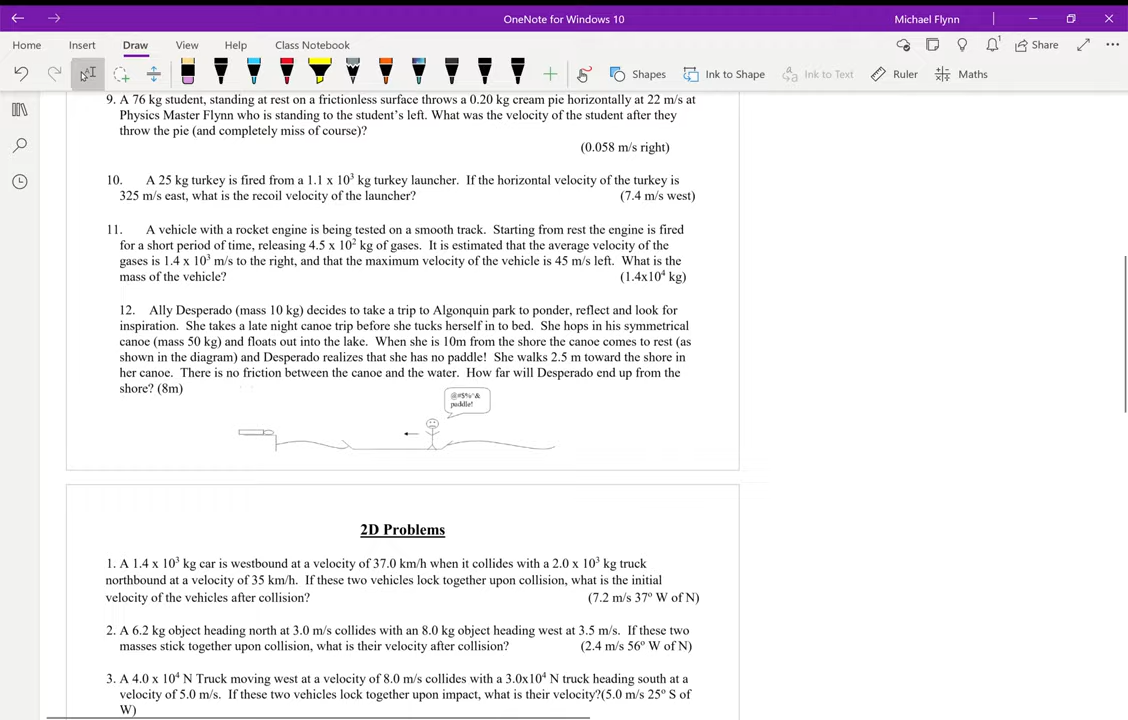 OneNote for Windows 10
Michael Flynn
Home Insert Draw View Help Class Notebook
1 Share
Shapes Ink to Shape Ink to Text Ruler Maths
9. A 76 kg student, standing at rest on a frictionless surface throws a 0.20 kg cream pie horizontally at 22 m/s at
Physics Master Flynn who is standing to the student's left. What was the velocity of the student after they
throw the pie (and completely miss of course)?
(0.058 m/s right)
10. A 25 kg turkey is fired from a 1.1 x 10³ kg turkey launcher. If the horizontal velocity of the turkey is
325 m/s east, what is the recoil velocity of the launcher? (7.4 m/s west)
11. A vehicle with a rocket engine is being tested on a smooth track. Starting from rest the engine is fired
for a short period of time, releasing 4.5 x 10² kg of gases. It is estimated that the average velocity of the
gases is 1.4 x 10³ m/s to the right, and that the maximum velocity of the vehicle is 45 m/s left. What is the
mass of the vehicle? (1.4x10⁴ kg)
12. Ally Desperado (mass 10 kg) decides to take a trip to Algonquin park to ponder, reflect and look for
inspiration. She takes a late night canoe trip before she tucks herself in to bed. She hops in his symmetrical
canoe (mass 50 kg) and floats out into the lake. When she is 10m from the shore the canoe comes to rest (as
shown in the diagram) and Desperado realizes that she has no paddle! She walks 2.5 m toward the shore in
her canoe. There is no friction between the canoe and the water. How far will Desperado end up from the
shore? (8m)
@#$%^&
paddle!
2D Problems
1. A 1.4 x 10³ kg car is westbound at a velocity of 37.0 km/h when it collides with a 2.0 x 10³ kg truck
northbound at a velocity of 35 km/h. If these two vehicles lock together upon collision, what is the initial
velocity of the vehicles after collision? (7.2 m/s 37º W of N)
2. A 6.2 kg object heading north at 3.0 m/s collides with an 8.0 kg object heading west at 3.5 m/s. If these two
masses stick together upon collision, what is their velocity after collision? (2.4 m/s 56º W of N)
3. A 4.0 x 10⁴ N Truck moving west at a velocity of 8.0 m/s collides with a 3.0x10⁴ N truck heading south at a
velocity of 5.0 m/s. If these two vehicles lock together upon impact, what is their velocity?(5.0 m/s 25º S of
W)